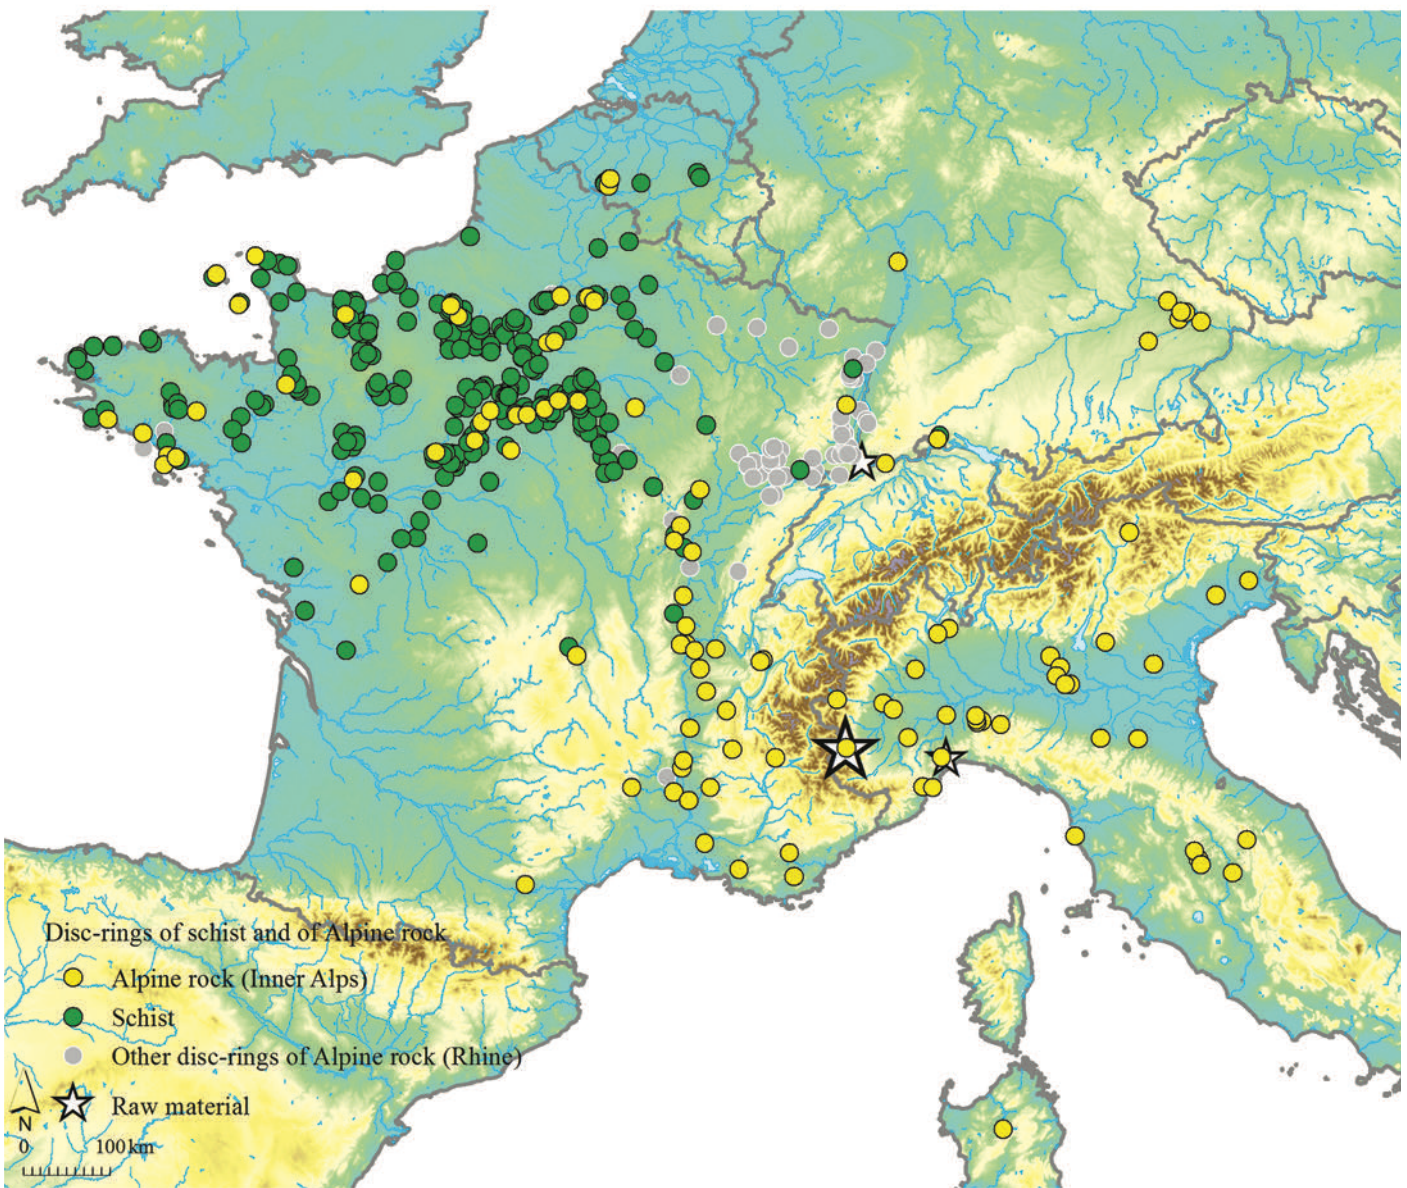 Disc-rings of schist and of Alpine rock
Alpine rock (Inner Alps)
Schist
Other disc-rings of Alpine rock (Rhine)
Raw material
N
0 100km